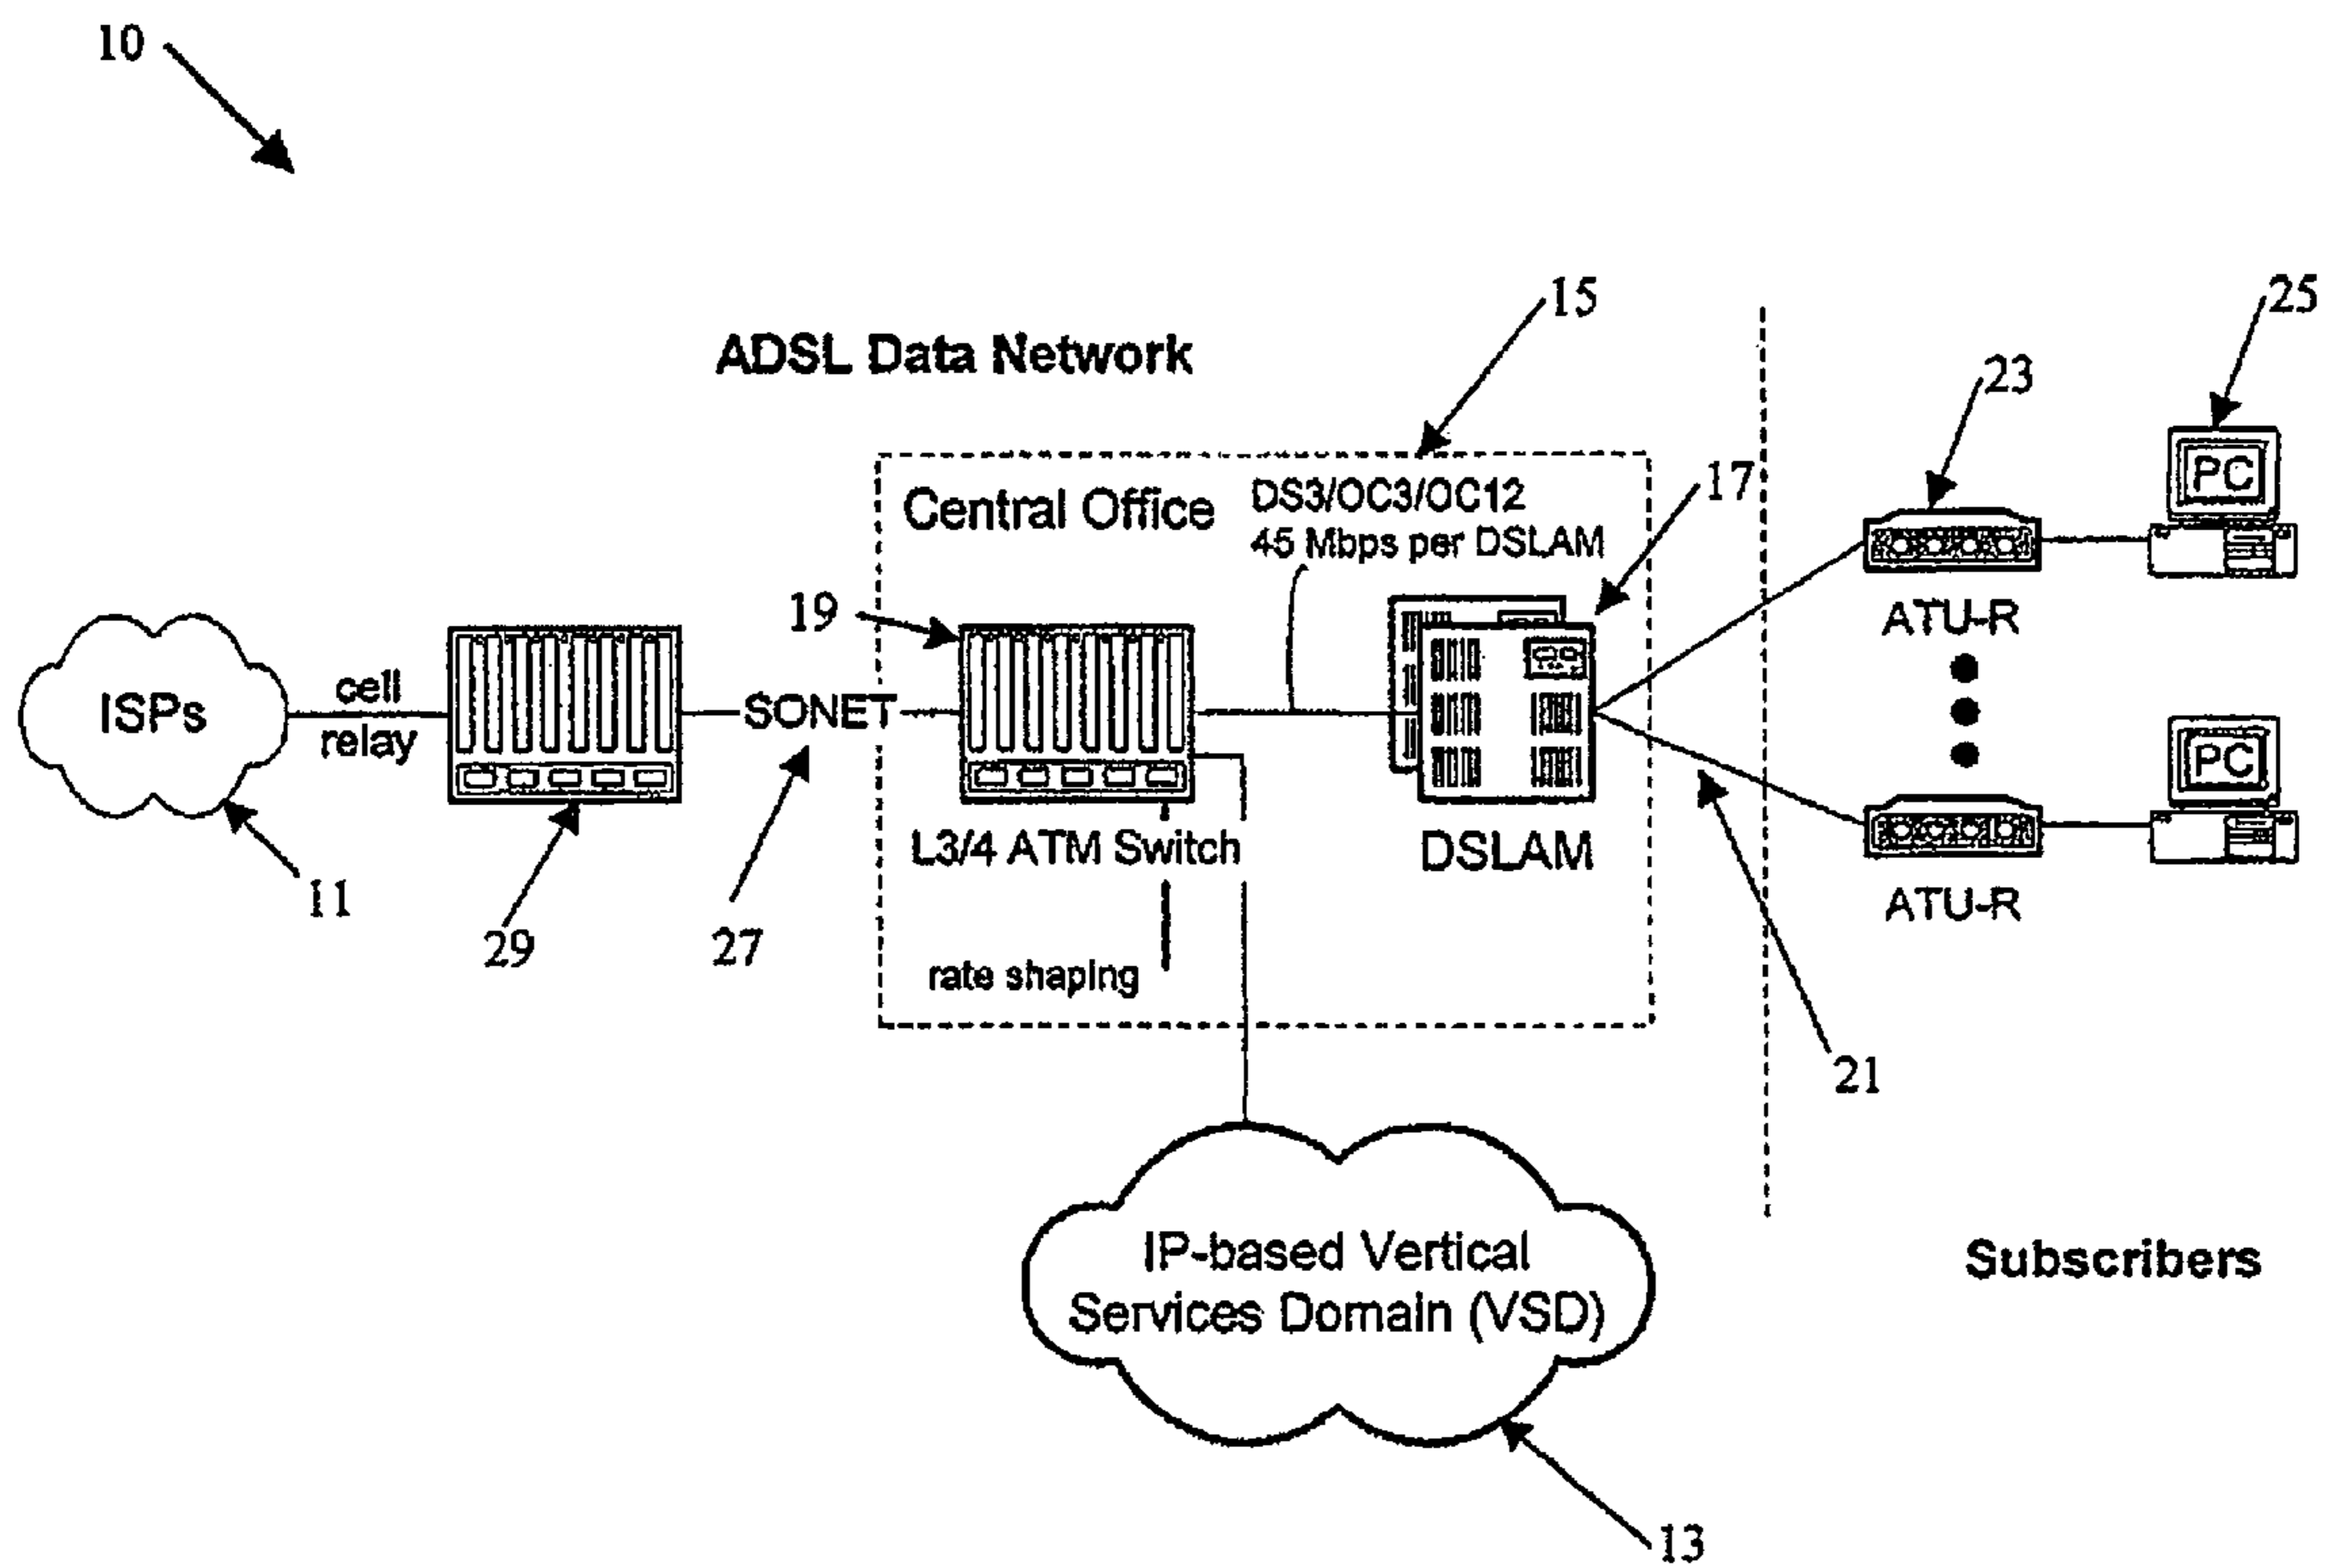 10
15
25
ADSL Data Network
23
Central Office
DS3/OC3/OC12
45 Mbps per DSLAM
17
PC
19
ATU-R
ISPs
cell
relay
SONET
PC
L3/4 ATM Switch
DSLAM
11
29
27
ATU-R
rate shaping
21
IP-based Vertical
Services Domain (VSD)
Subscribers
13